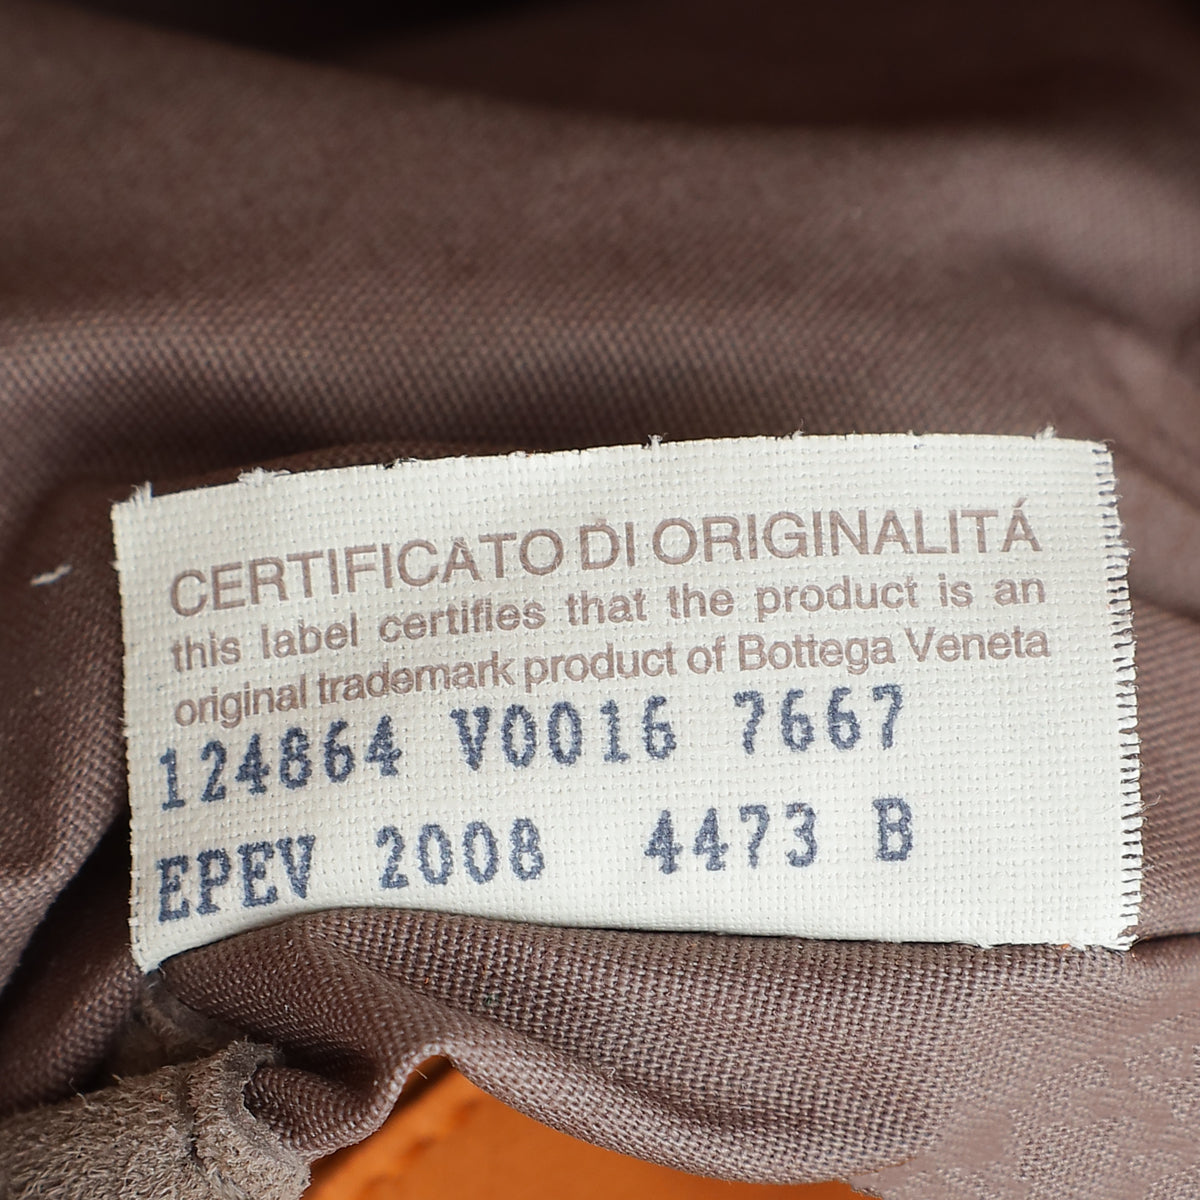 CERTIFICATO DI ORIGINALITÁ
this label certifies that the product is an
original trademark product of Bottega Veneta
124864 V0016 7667
EPEV 2008 4473 B